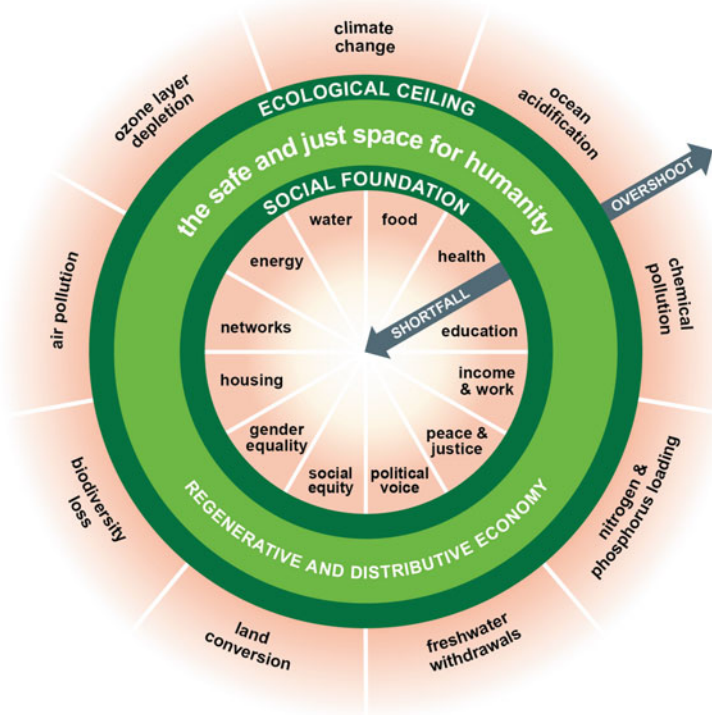 climate
change
ocean
acidification
chemical
pollution
nitrogen &
phosphorus loading
freshwater
withdrawals
land
conversion
biodiversity
loss
air pollution
ozone layer
depletion
OVERSHOOT
ECOLOGICAL CEILING
the safe and just space for humanity
SOCIAL FOUNDATION
water
food
health
SHORTFALL
education
income
& work
peace &
justice
political
voice
social
equity
gender
equality
housing
networks
energy
REGENERATIVE AND DISTRIBUTIVE ECONOMY